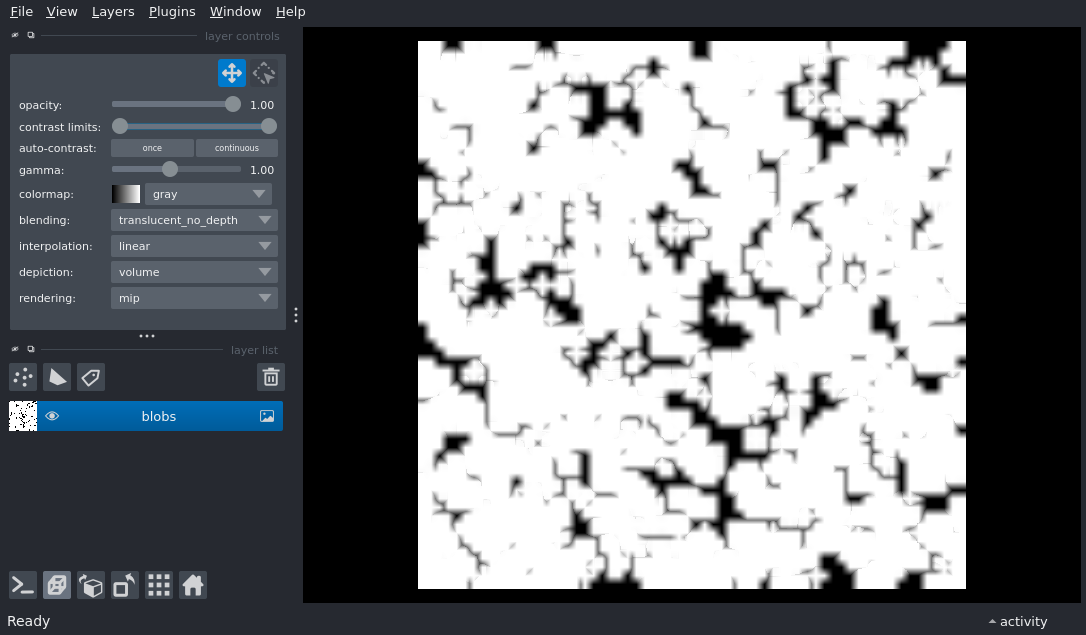 File View Layers Plugins Window Help
layer controls
opacity: 1.00
contrast limits:
auto-contrast: once continuous
gamma: 1.00
colormap: gray
blending: translucent_no_depth
interpolation: linear
depiction: volume
rendering: mip
layer list
blobs
Ready activity